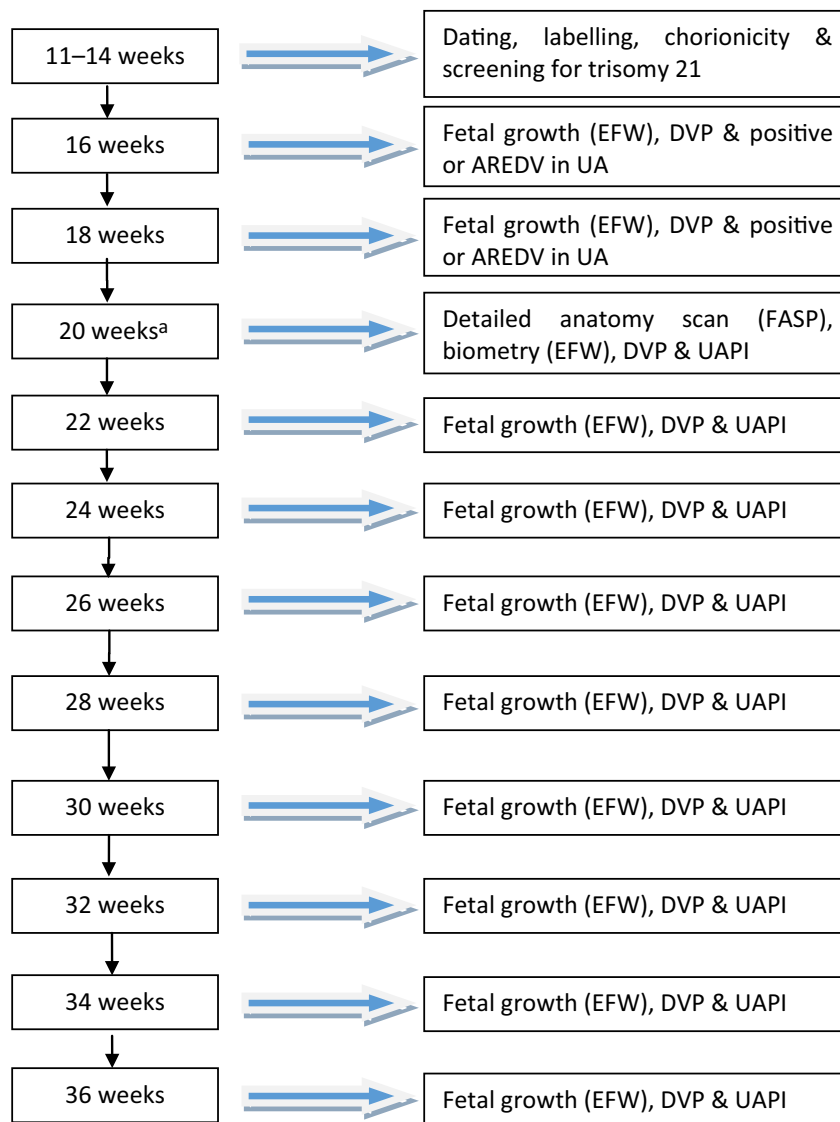 11–14 weeks
Dating, labelling, chorionicity &
screening for trisomy 21
16 weeks
Fetal growth (EFW), DVP & positive
or AREDV in UA
18 weeks
Fetal growth (EFW), DVP & positive
or AREDV in UA
20 weeksᵃ
Detailed anatomy scan (FASP),
biometry (EFW), DVP & UAPI
22 weeks
Fetal growth (EFW), DVP & UAPI
24 weeks
Fetal growth (EFW), DVP & UAPI
26 weeks
Fetal growth (EFW), DVP & UAPI
28 weeks
Fetal growth (EFW), DVP & UAPI
30 weeks
Fetal growth (EFW), DVP & UAPI
32 weeks
Fetal growth (EFW), DVP & UAPI
34 weeks
Fetal growth (EFW), DVP & UAPI
36 weeks
Fetal growth (EFW), DVP & UAPI